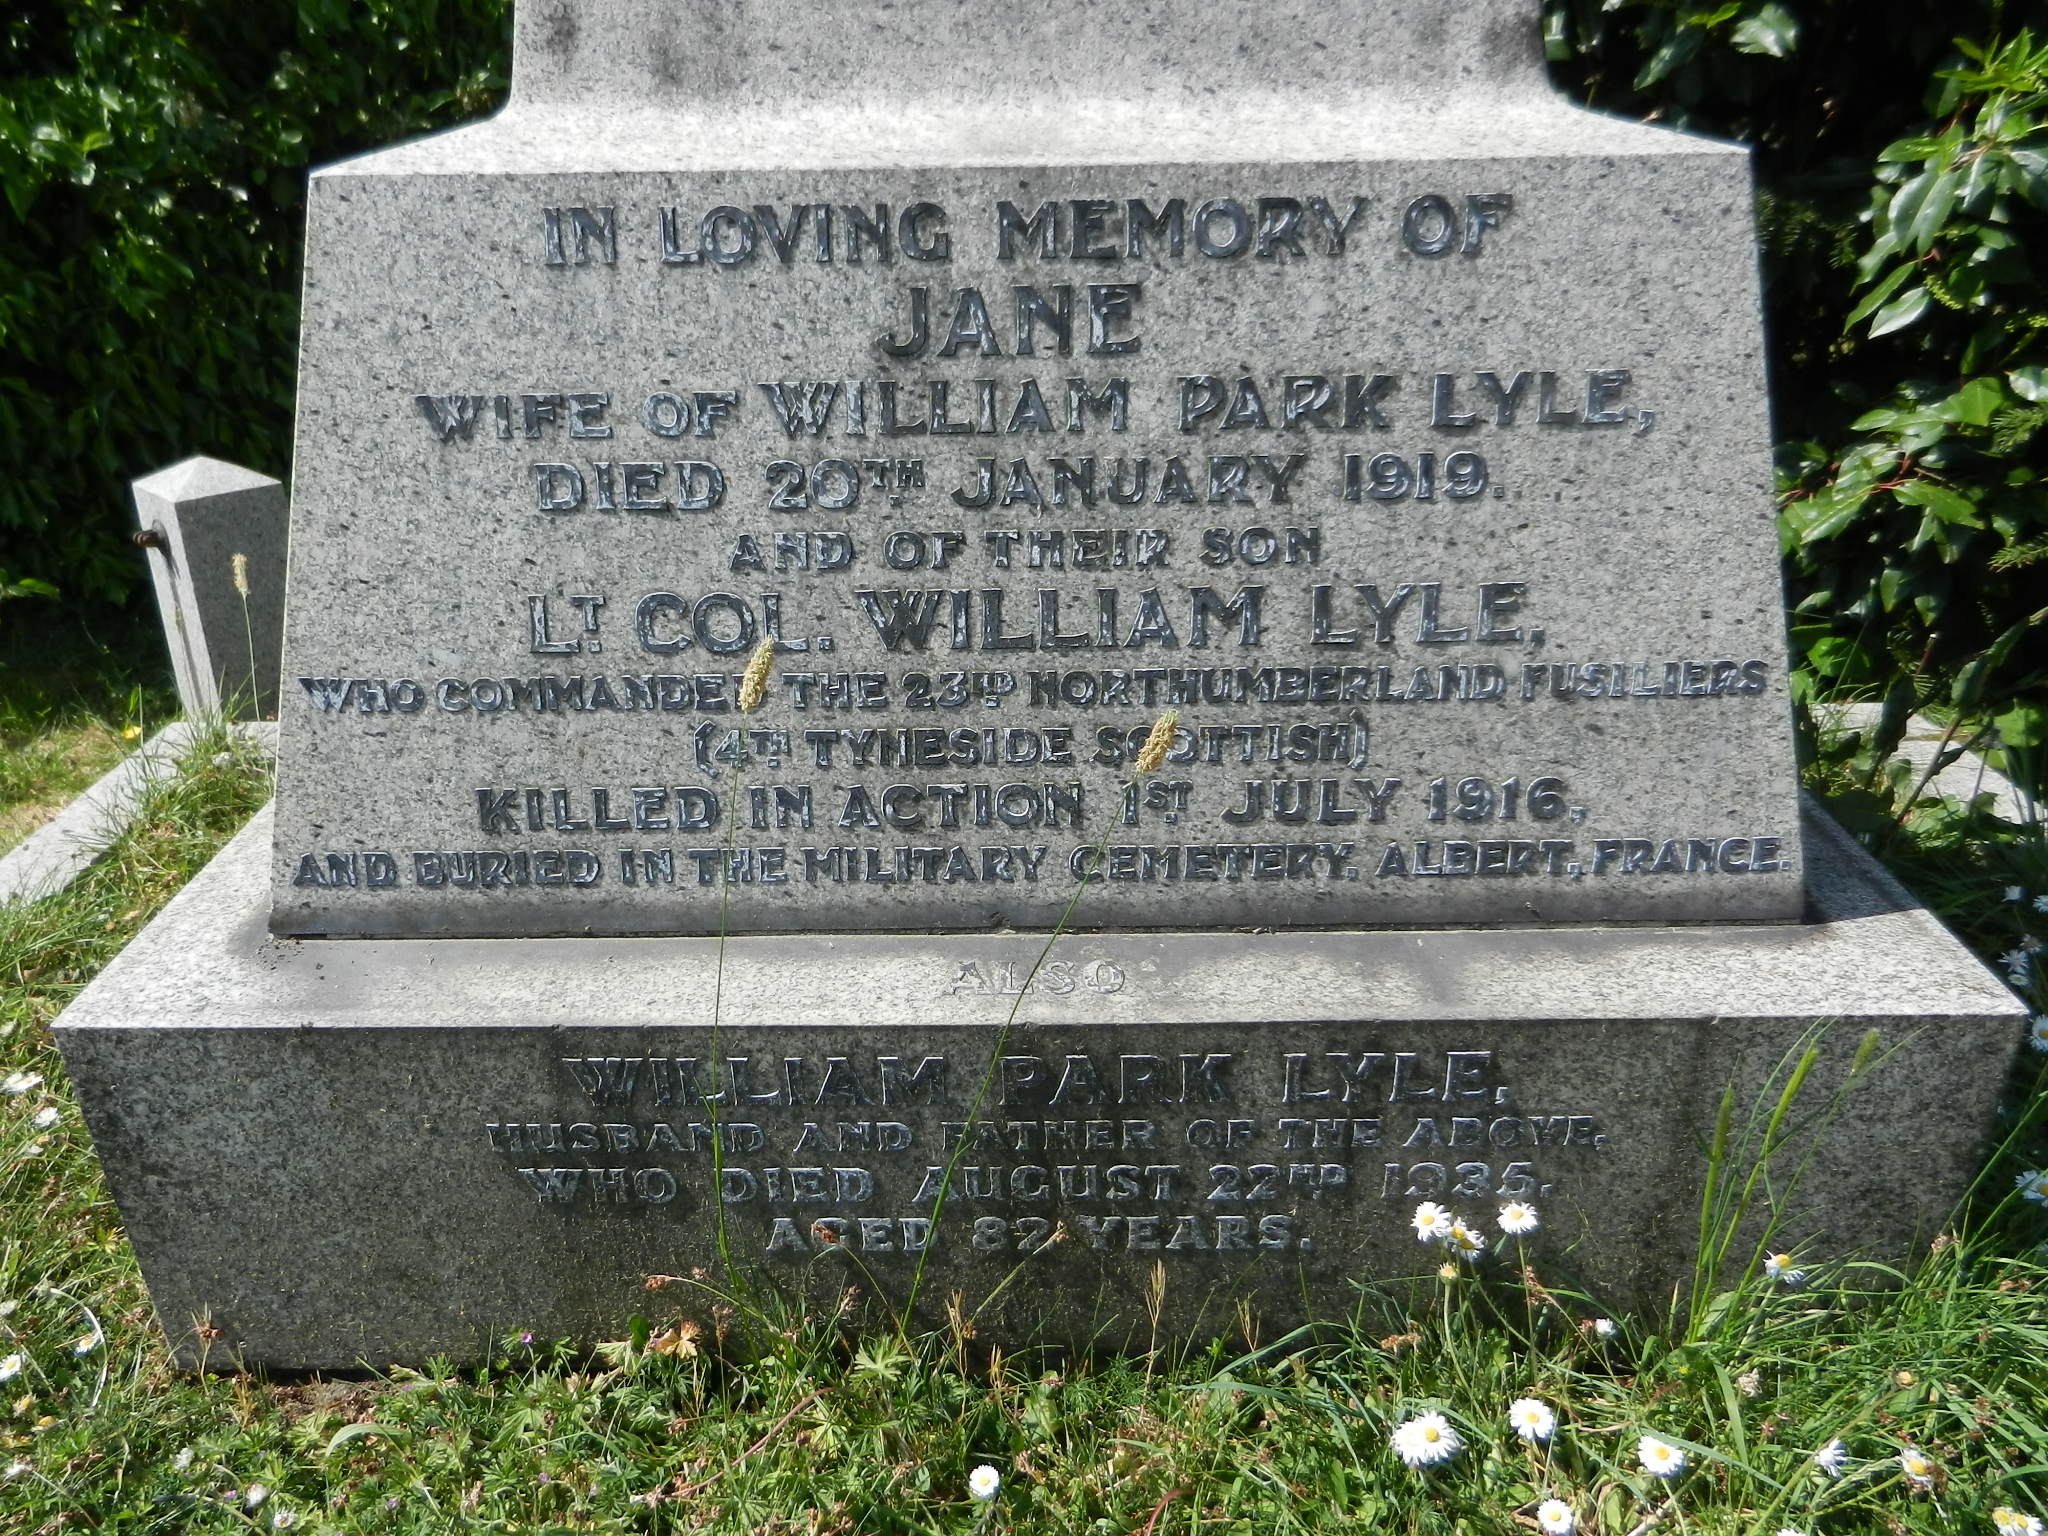 IN LOVING MEMORY OF
JANE
WIFE OF WILLIAM PARK LYLE,
DIED 20TH JANUARY 1919.
AND OF THEIR SON
LT. COL. WILLIAM LYLE,
WHO COMMANDED THE 23RD NORTHUMBERLAND FUSILIERS
(4TH TYNESIDE SCOTTISH)
KILLED IN ACTION 1ST JULY 1916,
AND BURIED IN THE MILITARY CEMETERY, ALBERT, FRANCE.
ALSO
WILLIAM PARK LYLE,
HUSBAND AND FATHER OF THE ABOVE,
WHO DIED AUGUST 22ND 1935.
AGED 82 YEARS.